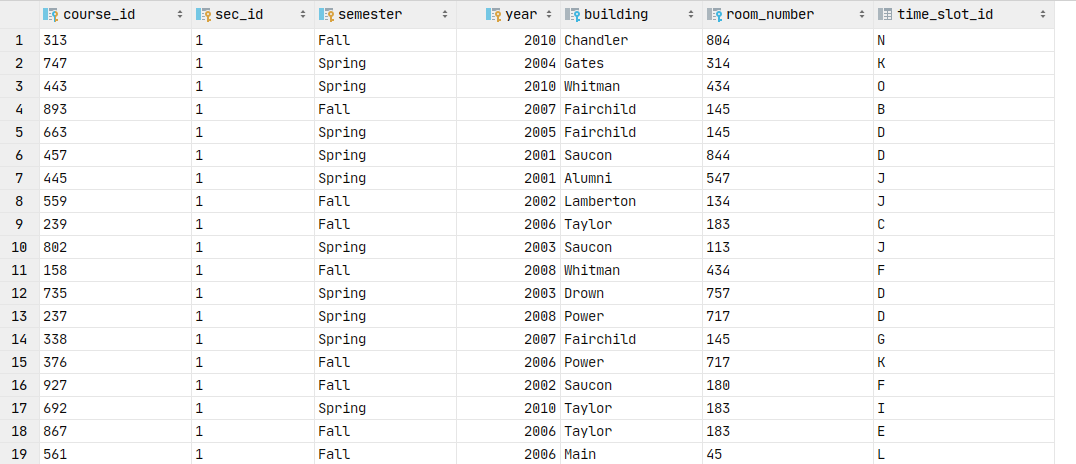 course_id sec_id semester year building room_number time_slot_id
1 313 1 Fall 2010 Chandler 804 N
2 747 1 Spring 2004 Gates 314 K
3 443 1 Spring 2010 Whitman 434 O
4 893 1 Fall 2007 Fairchild 145 B
5 663 1 Spring 2005 Fairchild 145 D
6 457 1 Spring 2001 Saucon 844 D
7 445 1 Spring 2001 Alumni 547 J
8 559 1 Fall 2002 Lamberton 134 J
9 239 1 Fall 2006 Taylor 183 C
10 802 1 Spring 2003 Saucon 113 J
11 158 1 Fall 2008 Whitman 434 F
12 735 1 Spring 2003 Drown 757 D
13 237 1 Spring 2008 Power 717 D
14 338 1 Spring 2007 Fairchild 145 G
15 376 1 Fall 2006 Power 717 K
16 927 1 Fall 2002 Saucon 180 F
17 692 1 Spring 2010 Taylor 183 I
18 867 1 Fall 2006 Taylor 183 E
19 561 1 Fall 2006 Main 45 L